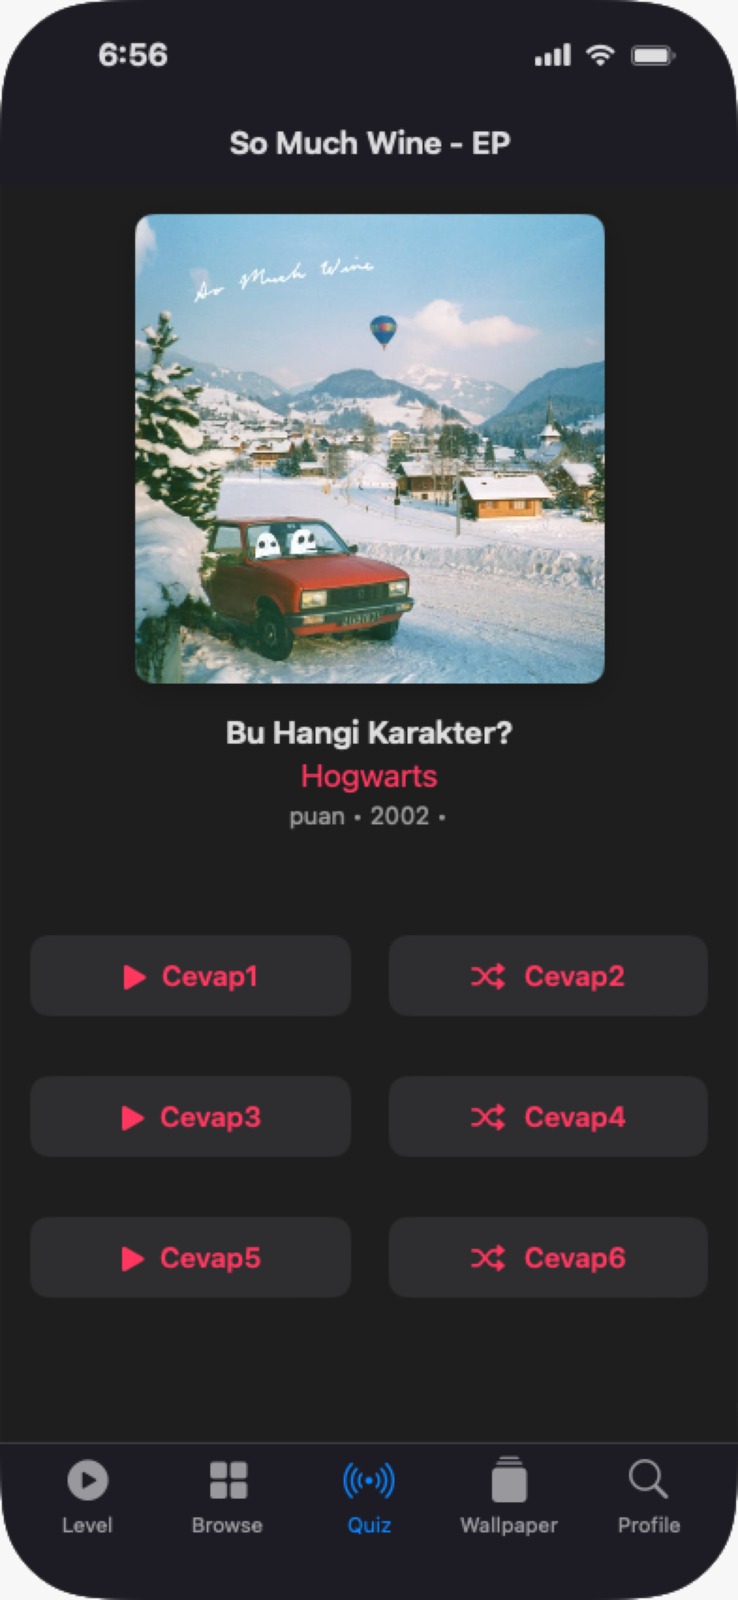 6:56
So Much Wine - EP
So Much Wine
Bu Hangi Karakter?
Hogwarts
puan • 2002 •
Cevap1
Cevap2
Cevap3
Cevap4
Cevap5
Cevap6
Level
Browse
Quiz
Wallpaper
Profile